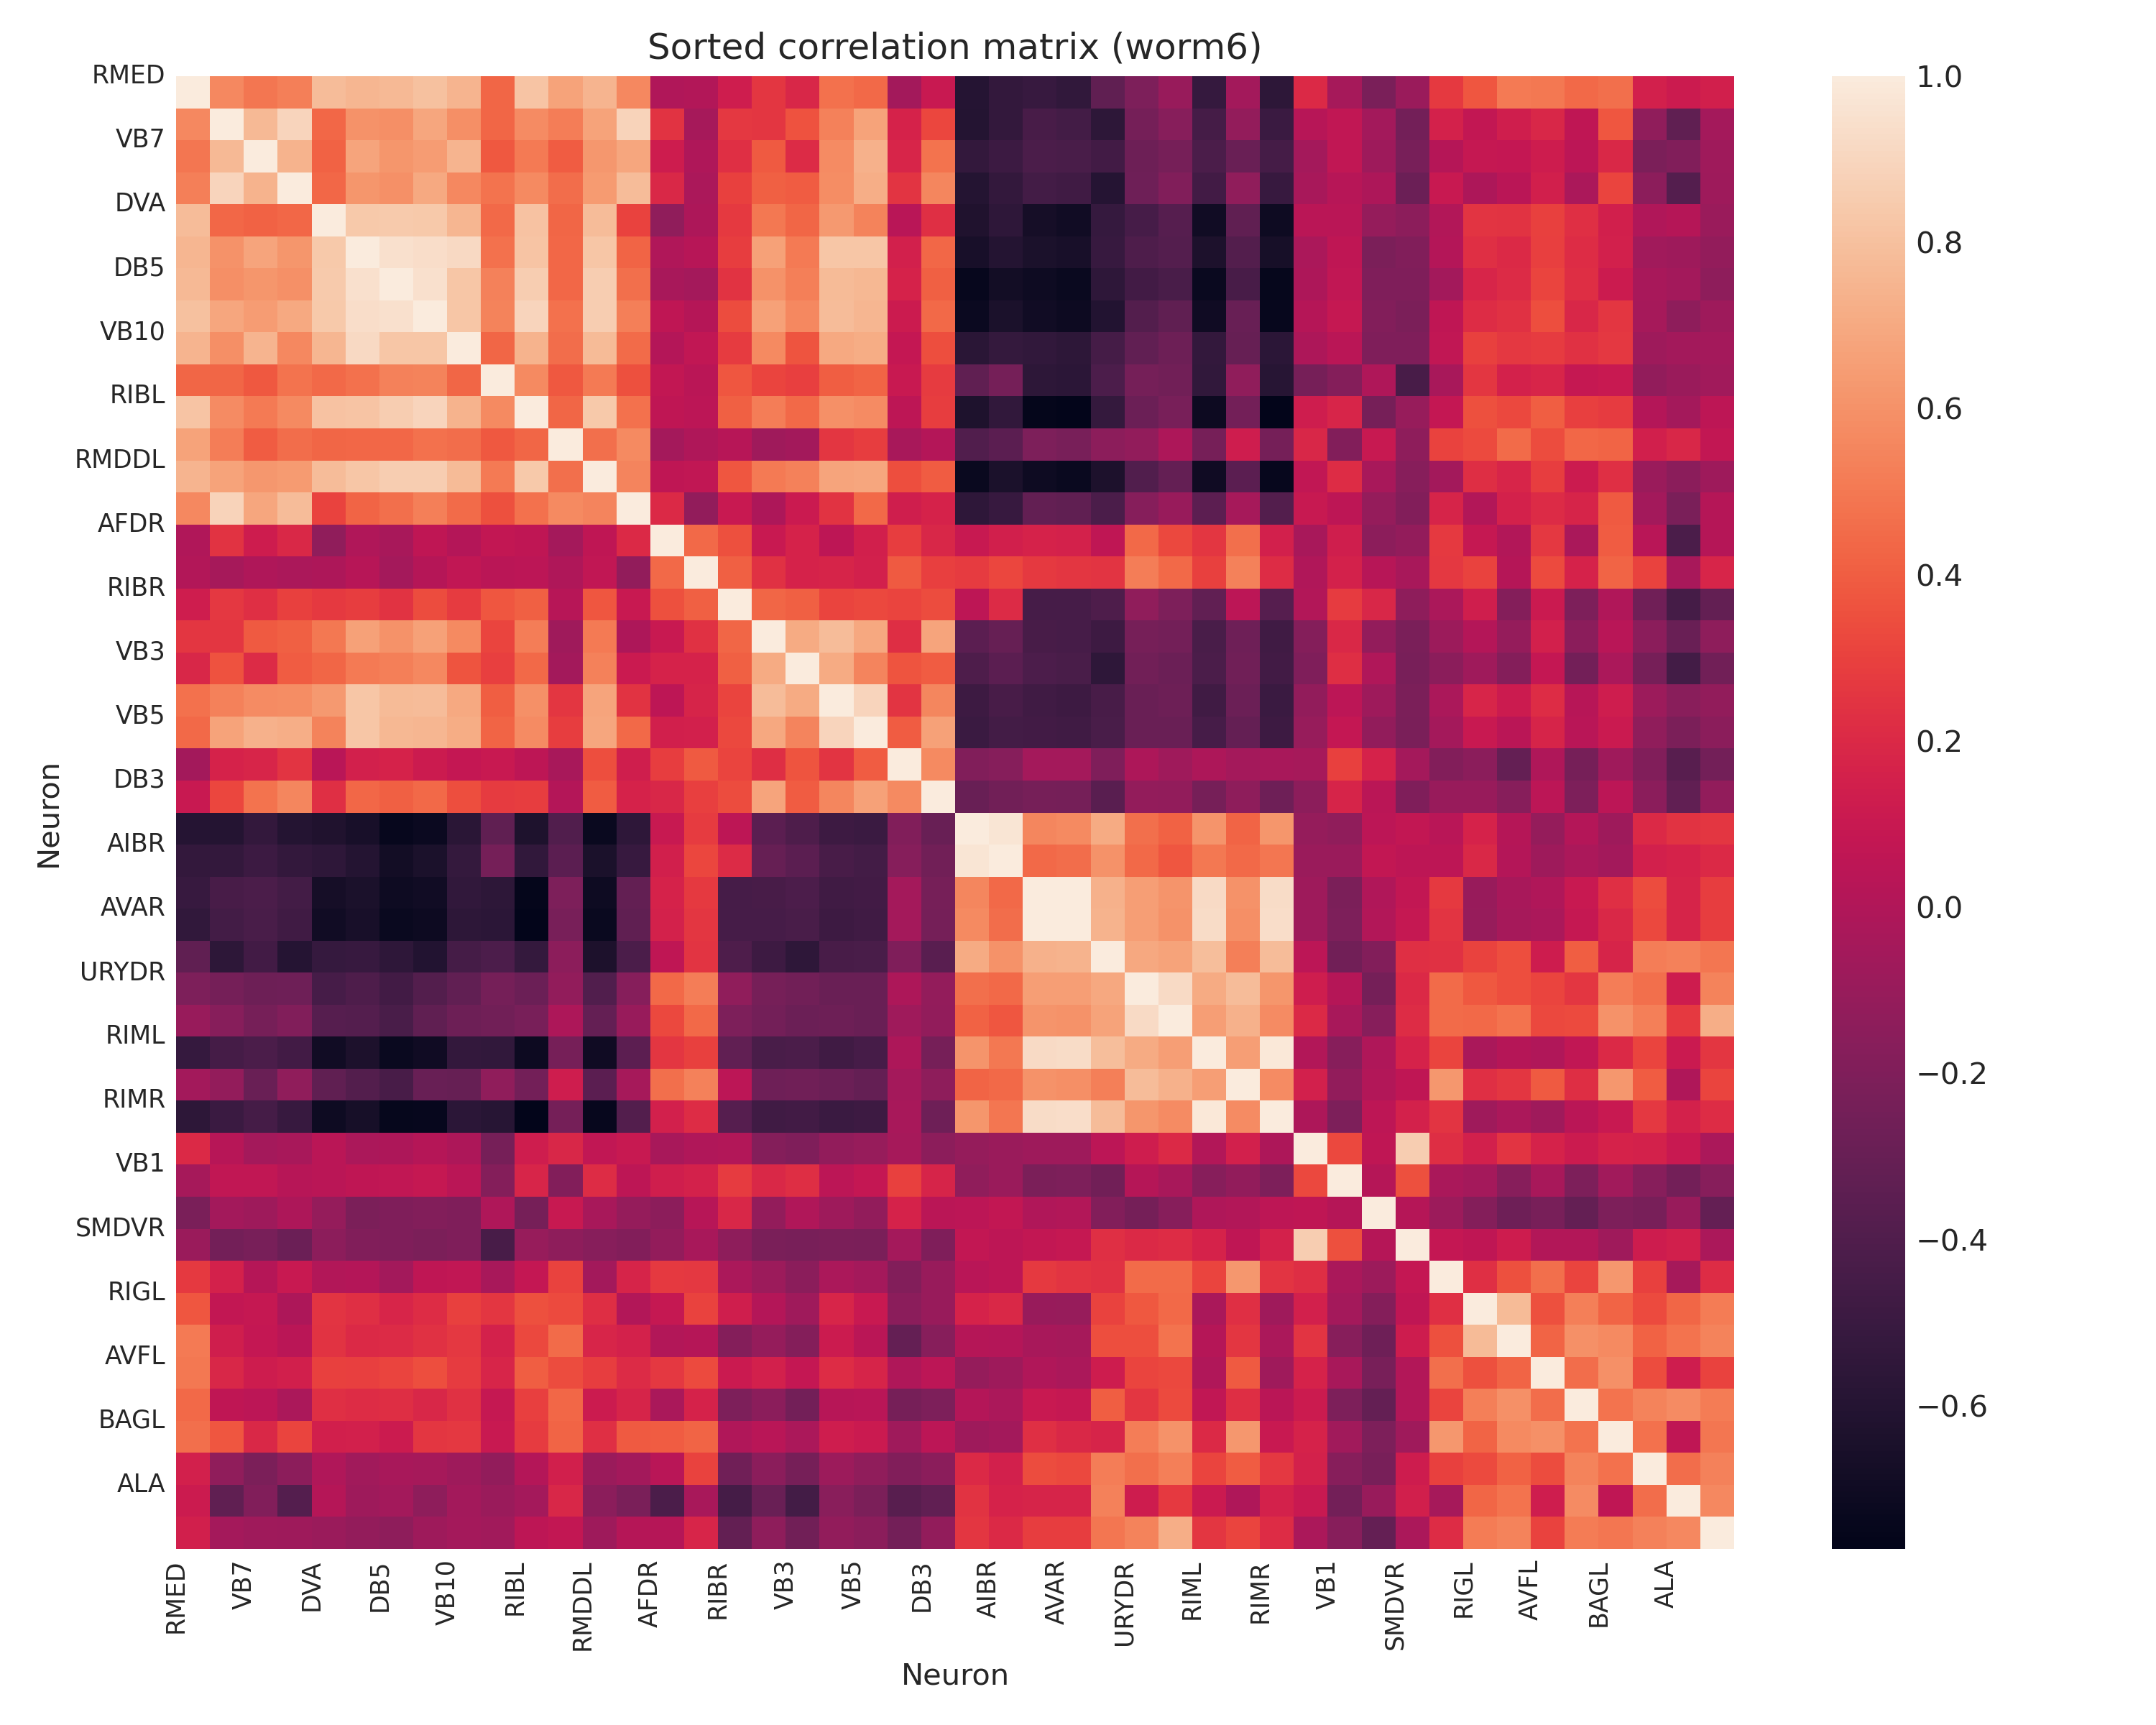 Sorted correlation matrix (worm6)
RMED
VB7
DVA
DB5
VB10
RIBL
RMDDL
AFDR
RIBR
VB3
VB5
DB3
AIBR
AVAR
URYDR
RIML
RIMR
VB1
SMDVR
RIGL
AVFL
BAGL
ALA
Neuron
1.0
0.8
0.6
0.4
0.2
0.0
−0.2
−0.4
−0.6
RMED
VB7
DVA
DB5
VB10
RIBL
RMDDL
AFDR
RIBR
VB3
VB5
DB3
AIBR
AVAR
URYDR
RIML
RIMR
VB1
SMDVR
RIGL
AVFL
BAGL
ALA
Neuron